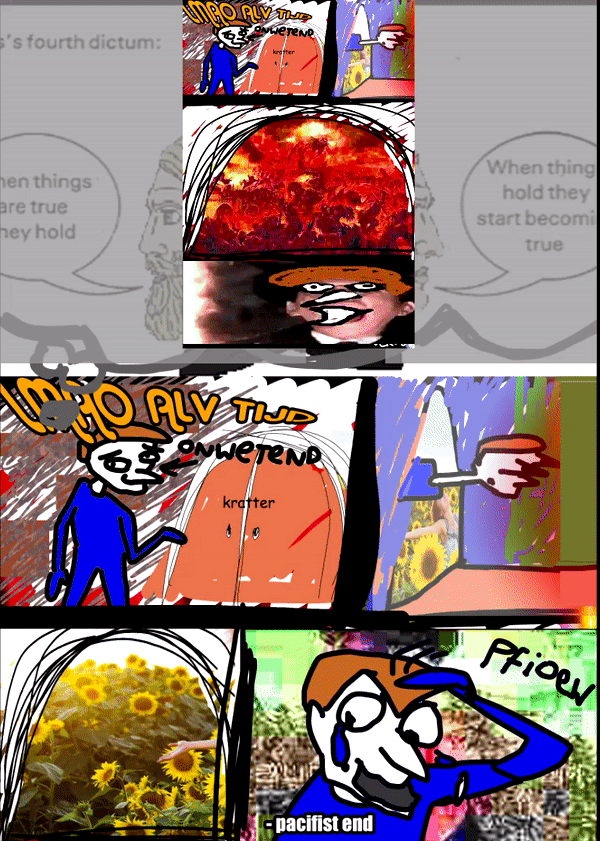 LMAO ALV TIJD
ONWETEND
kratter
s's fourth dictum:
hen things
are true
hey hold
When thing
hold they
start becomi
true
LMAO ALV TIJD
ONWETEND
kratter
Pfioew
- pacifist end